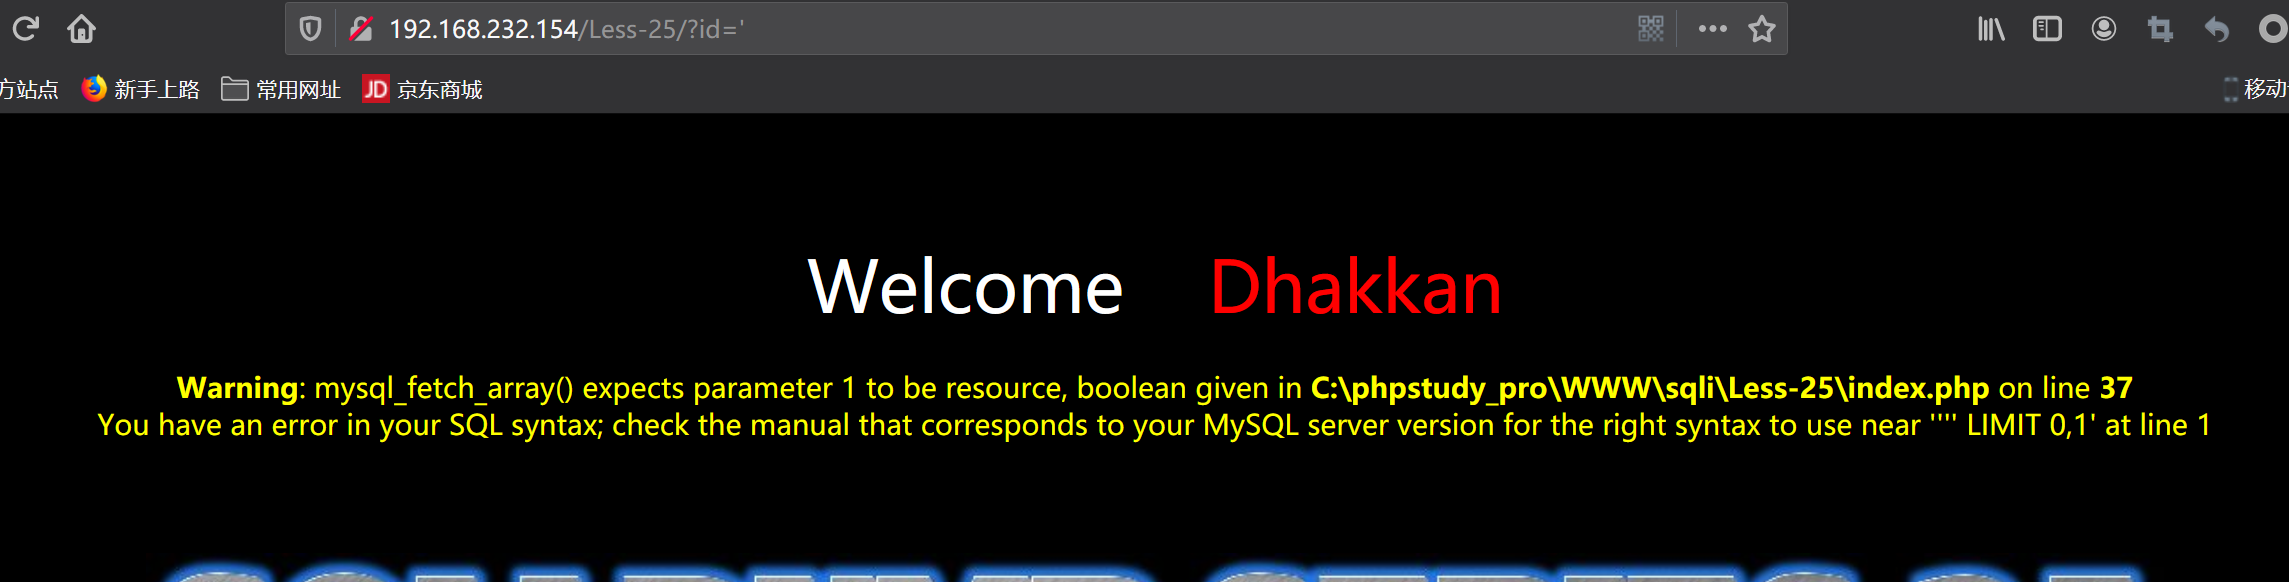 192.168.232.154/Less-25/?id='
方站点 新手上路 常用网址 JD 京东商城 移动
Welcome Dhakkan
Warning: mysql_fetch_array() expects parameter 1 to be resource, boolean given in C:\phpstudy_pro\WWW\sqli\Less-25\index.php on line 37
You have an error in your SQL syntax; check the manual that corresponds to your MySQL server version for the right syntax to use near '''' LIMIT 0,1' at line 1